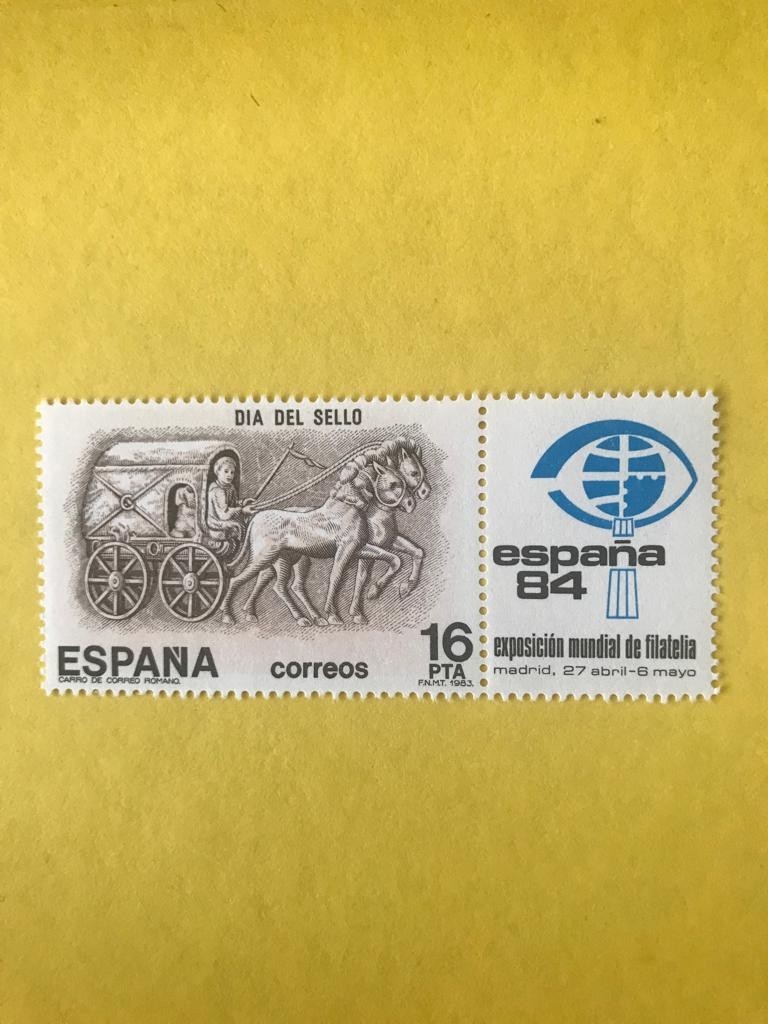 DIA DEL SELLO
ESPAÑA
correos
16
PTA
CARRO DE CORREO ROMANO.
F.N.M.T. 1983.
españa
84
exposición mundial de filatelia
madrid, 27 abril-6 mayo